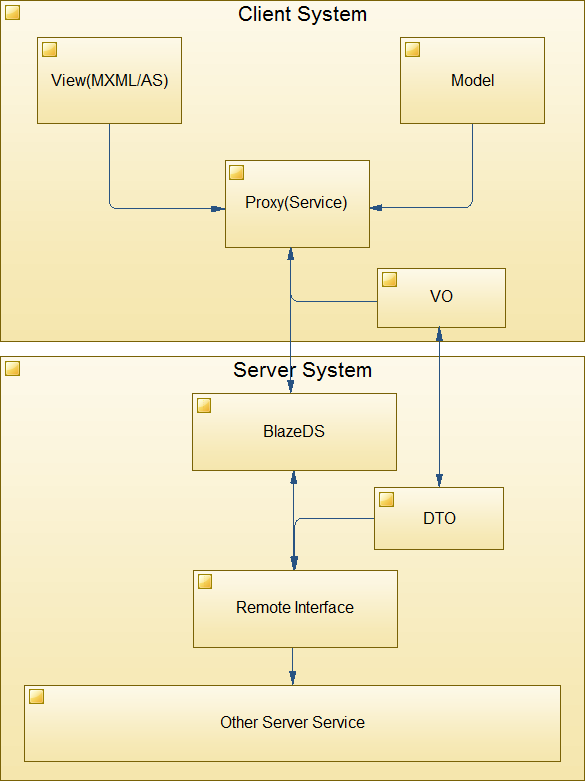 Client System
View(MXML/AS)
Model
Proxy(Service)
VO
Server System
BlazeDS
DTO
Remote Interface
Other Server Service